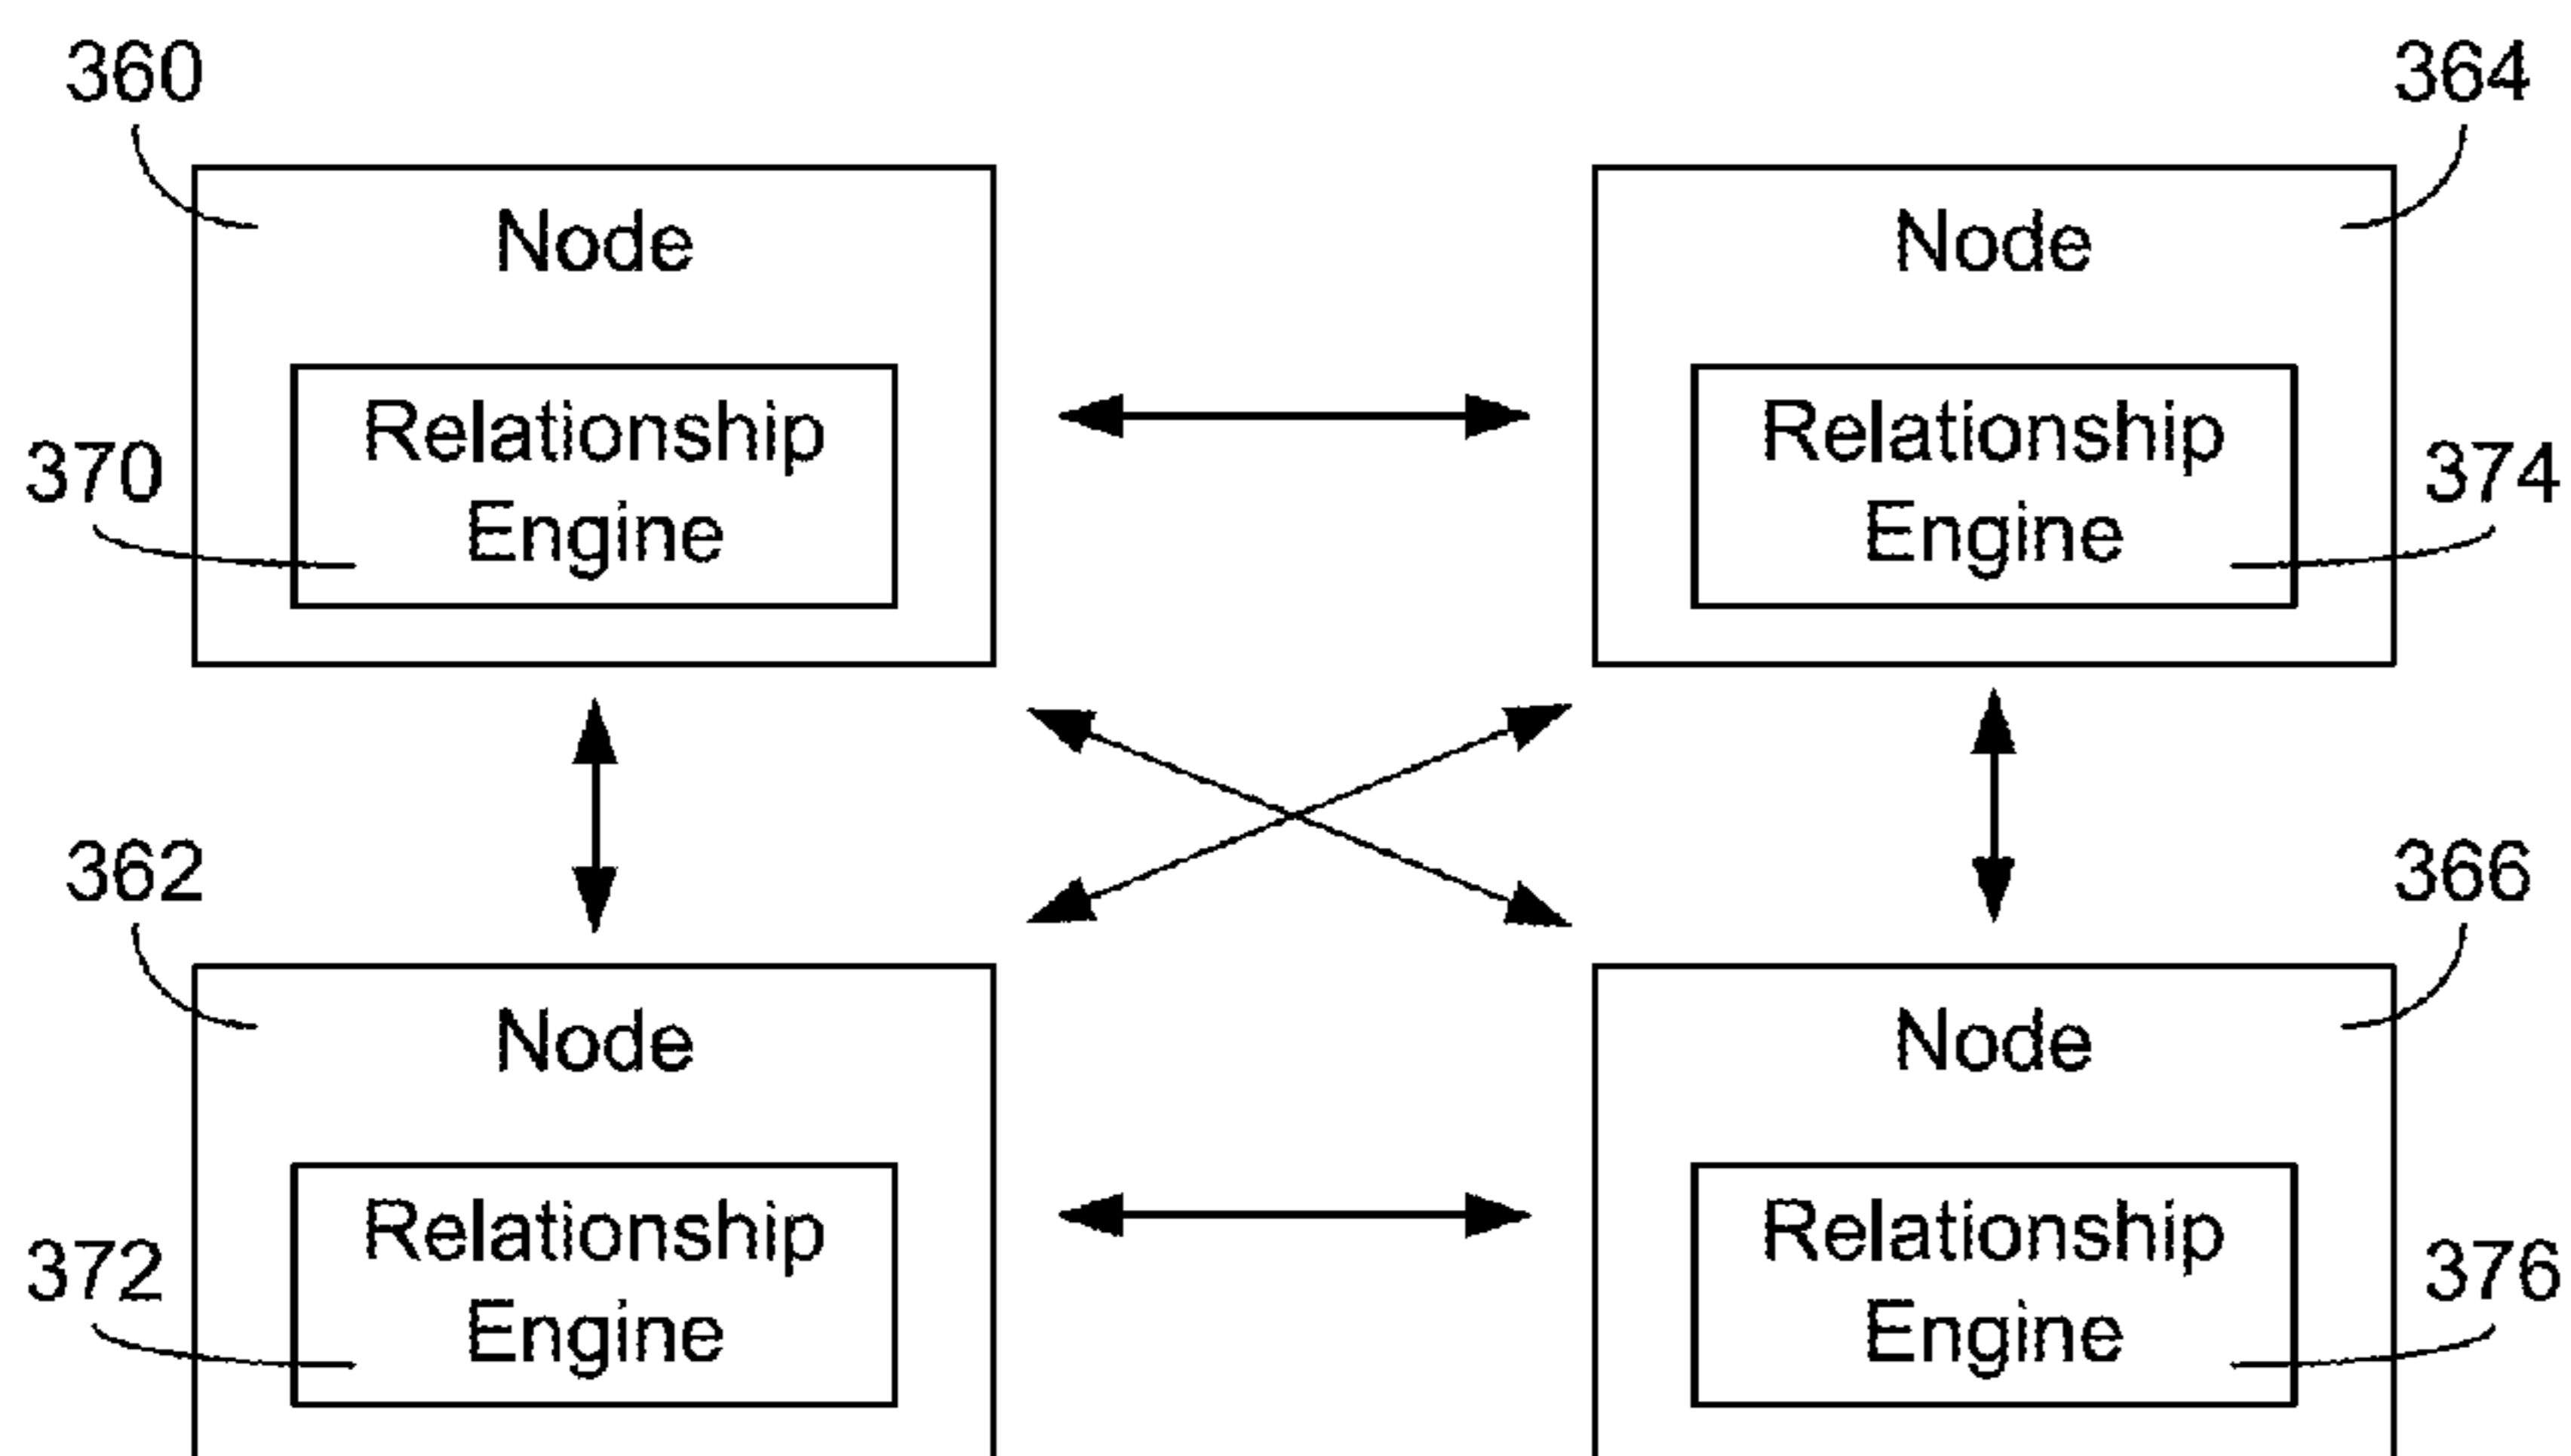 360
364
Node
Node
Relationship
Engine
Relationship
Engine
370
374
362
366
Node
Node
Relationship
Engine
Relationship
Engine
372
376